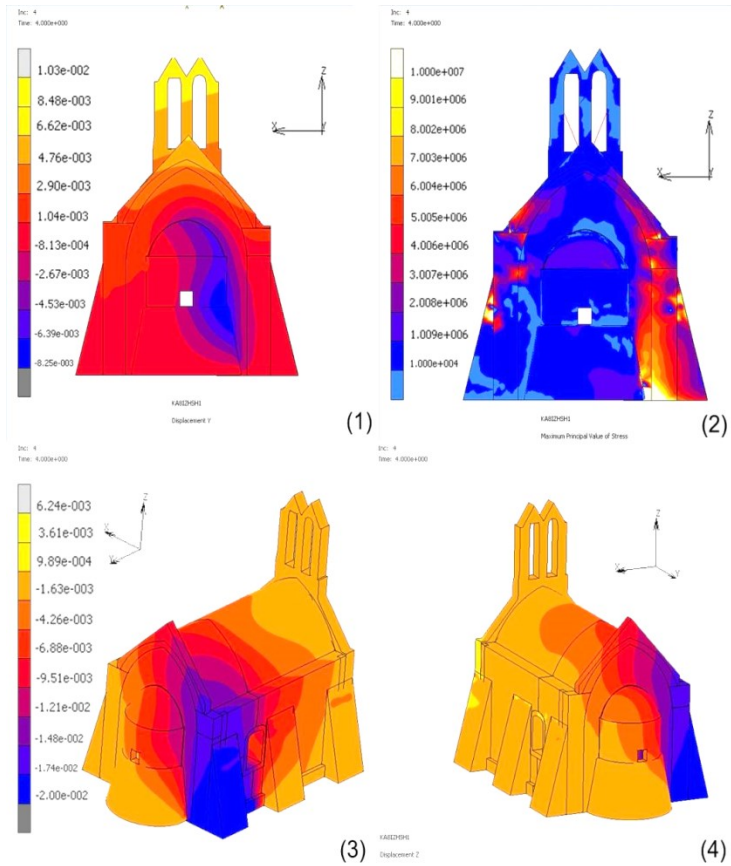 Inc: 4
Time: 4.000e+000
1.03e-002
8.48e-003
6.62e-003
4.76e-003
2.90e-003
1.04e-003
-8.13e-004
-2.67e-003
-4.53e-003
-6.39e-003
-8.25e-003
Z
X
Y
KA8IZHSH1
Displacement Y
(1)
Inc: 4
Time: 4.000e+000
1.000e+007
9.001e+006
8.002e+006
7.003e+006
6.004e+006
5.005e+006
4.006e+006
3.007e+006
2.008e+006
1.009e+006
1.000e+004
Z
X
Y
KA8IZHSH1
Maximum Principal Value of Stress
(2)
Inc: 4
Time: 4.000e+000
6.24e-003
3.61e-003
9.89e-004
-1.63e-003
-4.26e-003
-6.88e-003
-9.51e-003
-1.21e-002
-1.48e-002
-1.74e-002
-2.00e-002
Z
X
Y
(3)
Inc: 4
Time: 4.000e+000
Z
X
Y
KA8IZHSH1
Displacement Z
(4)